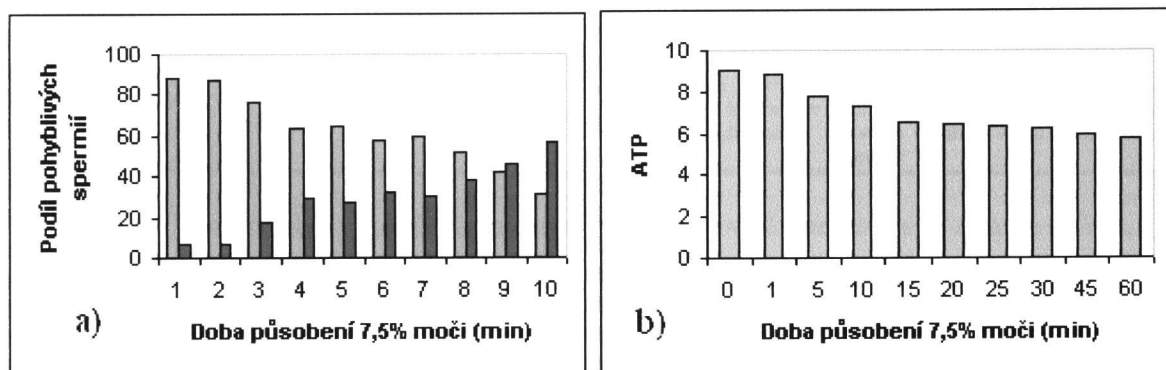 Podíl pohyblivých
spermií
100
80
60
40
20
0
1 2 3 4 5 6 7 8 9 10
a)
Doba působení 7,5% moči (min)
ATP
10
8
6
4
2
0
0 1 5 10 15 20 25 30 45 60
b)
Doba působení 7,5% moči (min)